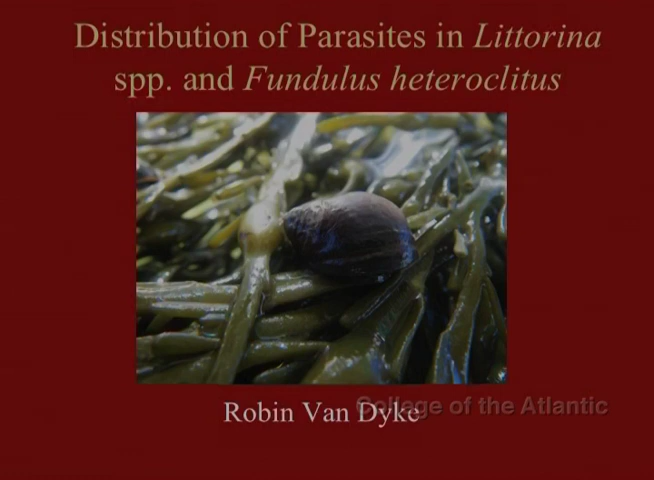 Distribution of Parasites in Littorina
spp. and Fundulus heteroclitus
Robin Van Dyke
College of the Atlantic